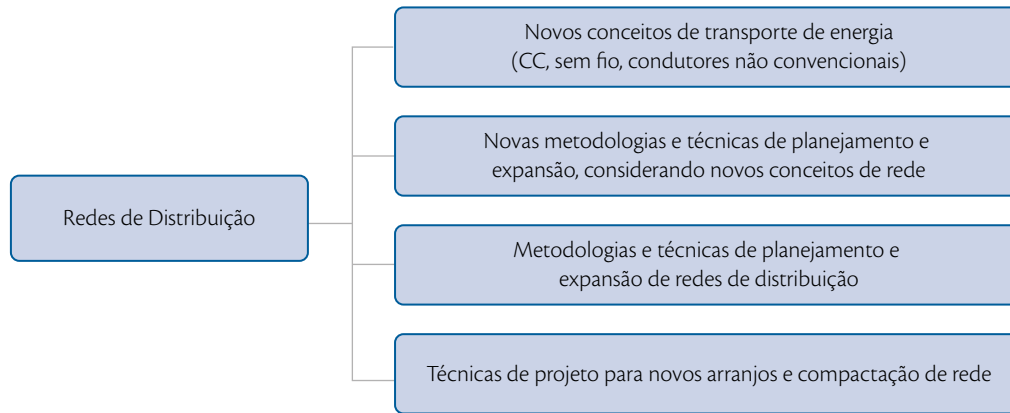 Novos conceitos de transporte de energia
(CC, sem fio, condutores não convencionais)
Novas metodologias e técnicas de planejamento e
expansão, considerando novos conceitos de rede
Redes de Distribuição
Metodologias e técnicas de planejamento e
expansão de redes de distribuição
Técnicas de projeto para novos arranjos e compactação de rede